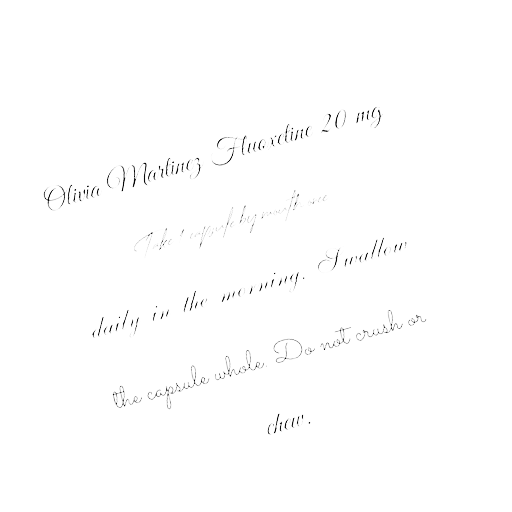 Olivia Martinez Fluoxetine 20 mg
Take 1 capsule by mouth
daily in the morning. Swallow
the capsule whole. Do not crush or
chew.